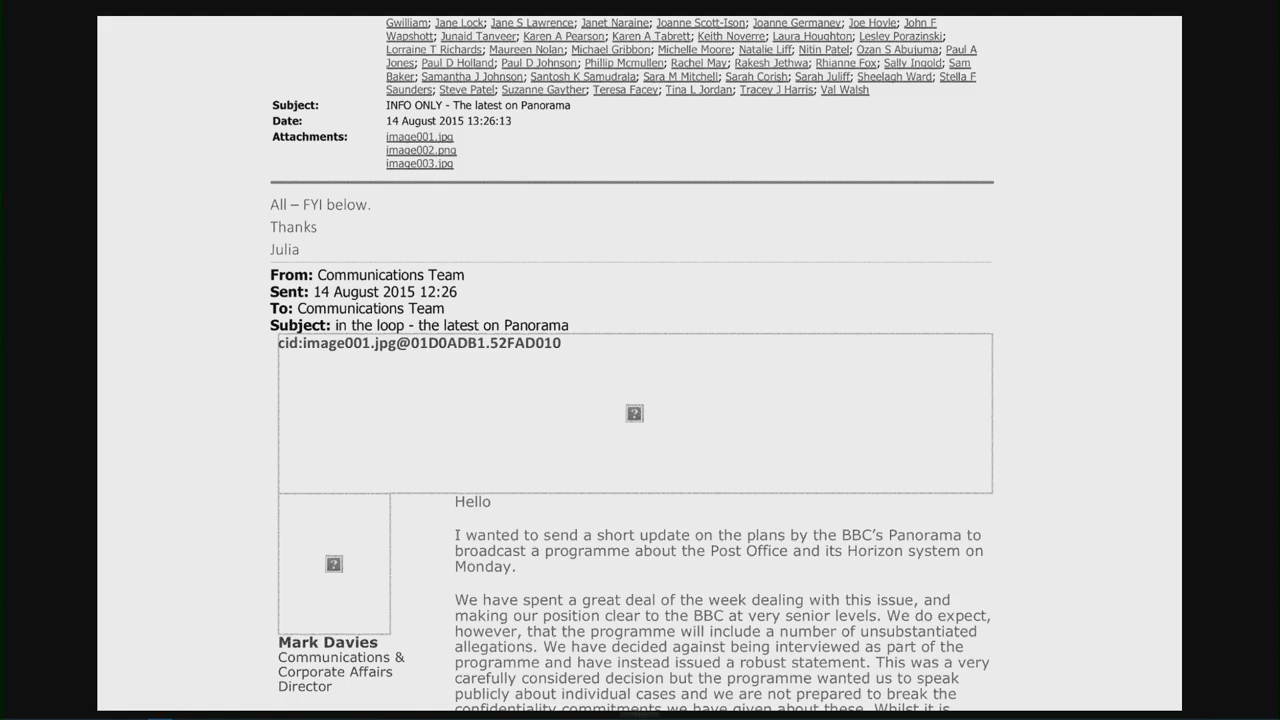 Gwilliam; Jane Lock; Jane S Lawrence; Janet Naraine; Joanne Scott-Ison; Joanne Germaney; Joe Hoyle; John F
Wapshott; Junaid Tanveer; Karen A Pearson; Karen A Tabrett; Keith Noverre; Laura Houghton; Lesley Porazinski;
Lorraine T Richards; Maureen Nolan; Michael Gribbon; Michelle Moore; Natalie Liff; Nitin Patel; Ozan S Abujuma; Paul A
Jones; Paul D Holland; Paul D Johnson; Phillip Mcmullen; Rachel May; Rakesh Jethwa; Rhianne Fox; Sally Ingold; Sam
Baker; Samantha J Johnson; Santosh K Samudrala; Sara M Mitchell; Sarah Corish; Sarah Juliff; Sheelagh Ward; Stella F
Saunders; Steve Patel; Suzanne Gayther; Teresa Facey; Tina L Jordan; Tracey J Harris; Val Walsh
Subject: INFO ONLY - The latest on Panorama
Date: 14 August 2015 13:26:13
Attachments: image001.jpg
image002.png
image003.jpg
All – FYI below.
Thanks
Julia
From: Communications Team
Sent: 14 August 2015 12:26
To: Communications Team
Subject: in the loop - the latest on Panorama
cid:image001.jpg@01D0ADB1.52FAD010
Mark Davies
Communications &
Corporate Affairs
Director
Hello
I wanted to send a short update on the plans by the BBC's Panorama to
broadcast a programme about the Post Office and its Horizon system on
Monday.
We have spent a great deal of the week dealing with this issue, and
making our position clear to the BBC at very senior levels. We do expect,
however, that the programme will include a number of unsubstantiated
allegations. We have decided against being interviewed as part of the
programme and have instead issued a robust statement. This was a very
carefully considered decision but the programme wanted us to speak
publicly about individual cases and we are not prepared to break the
confidentiality commitments we have given about these. Whilst it is